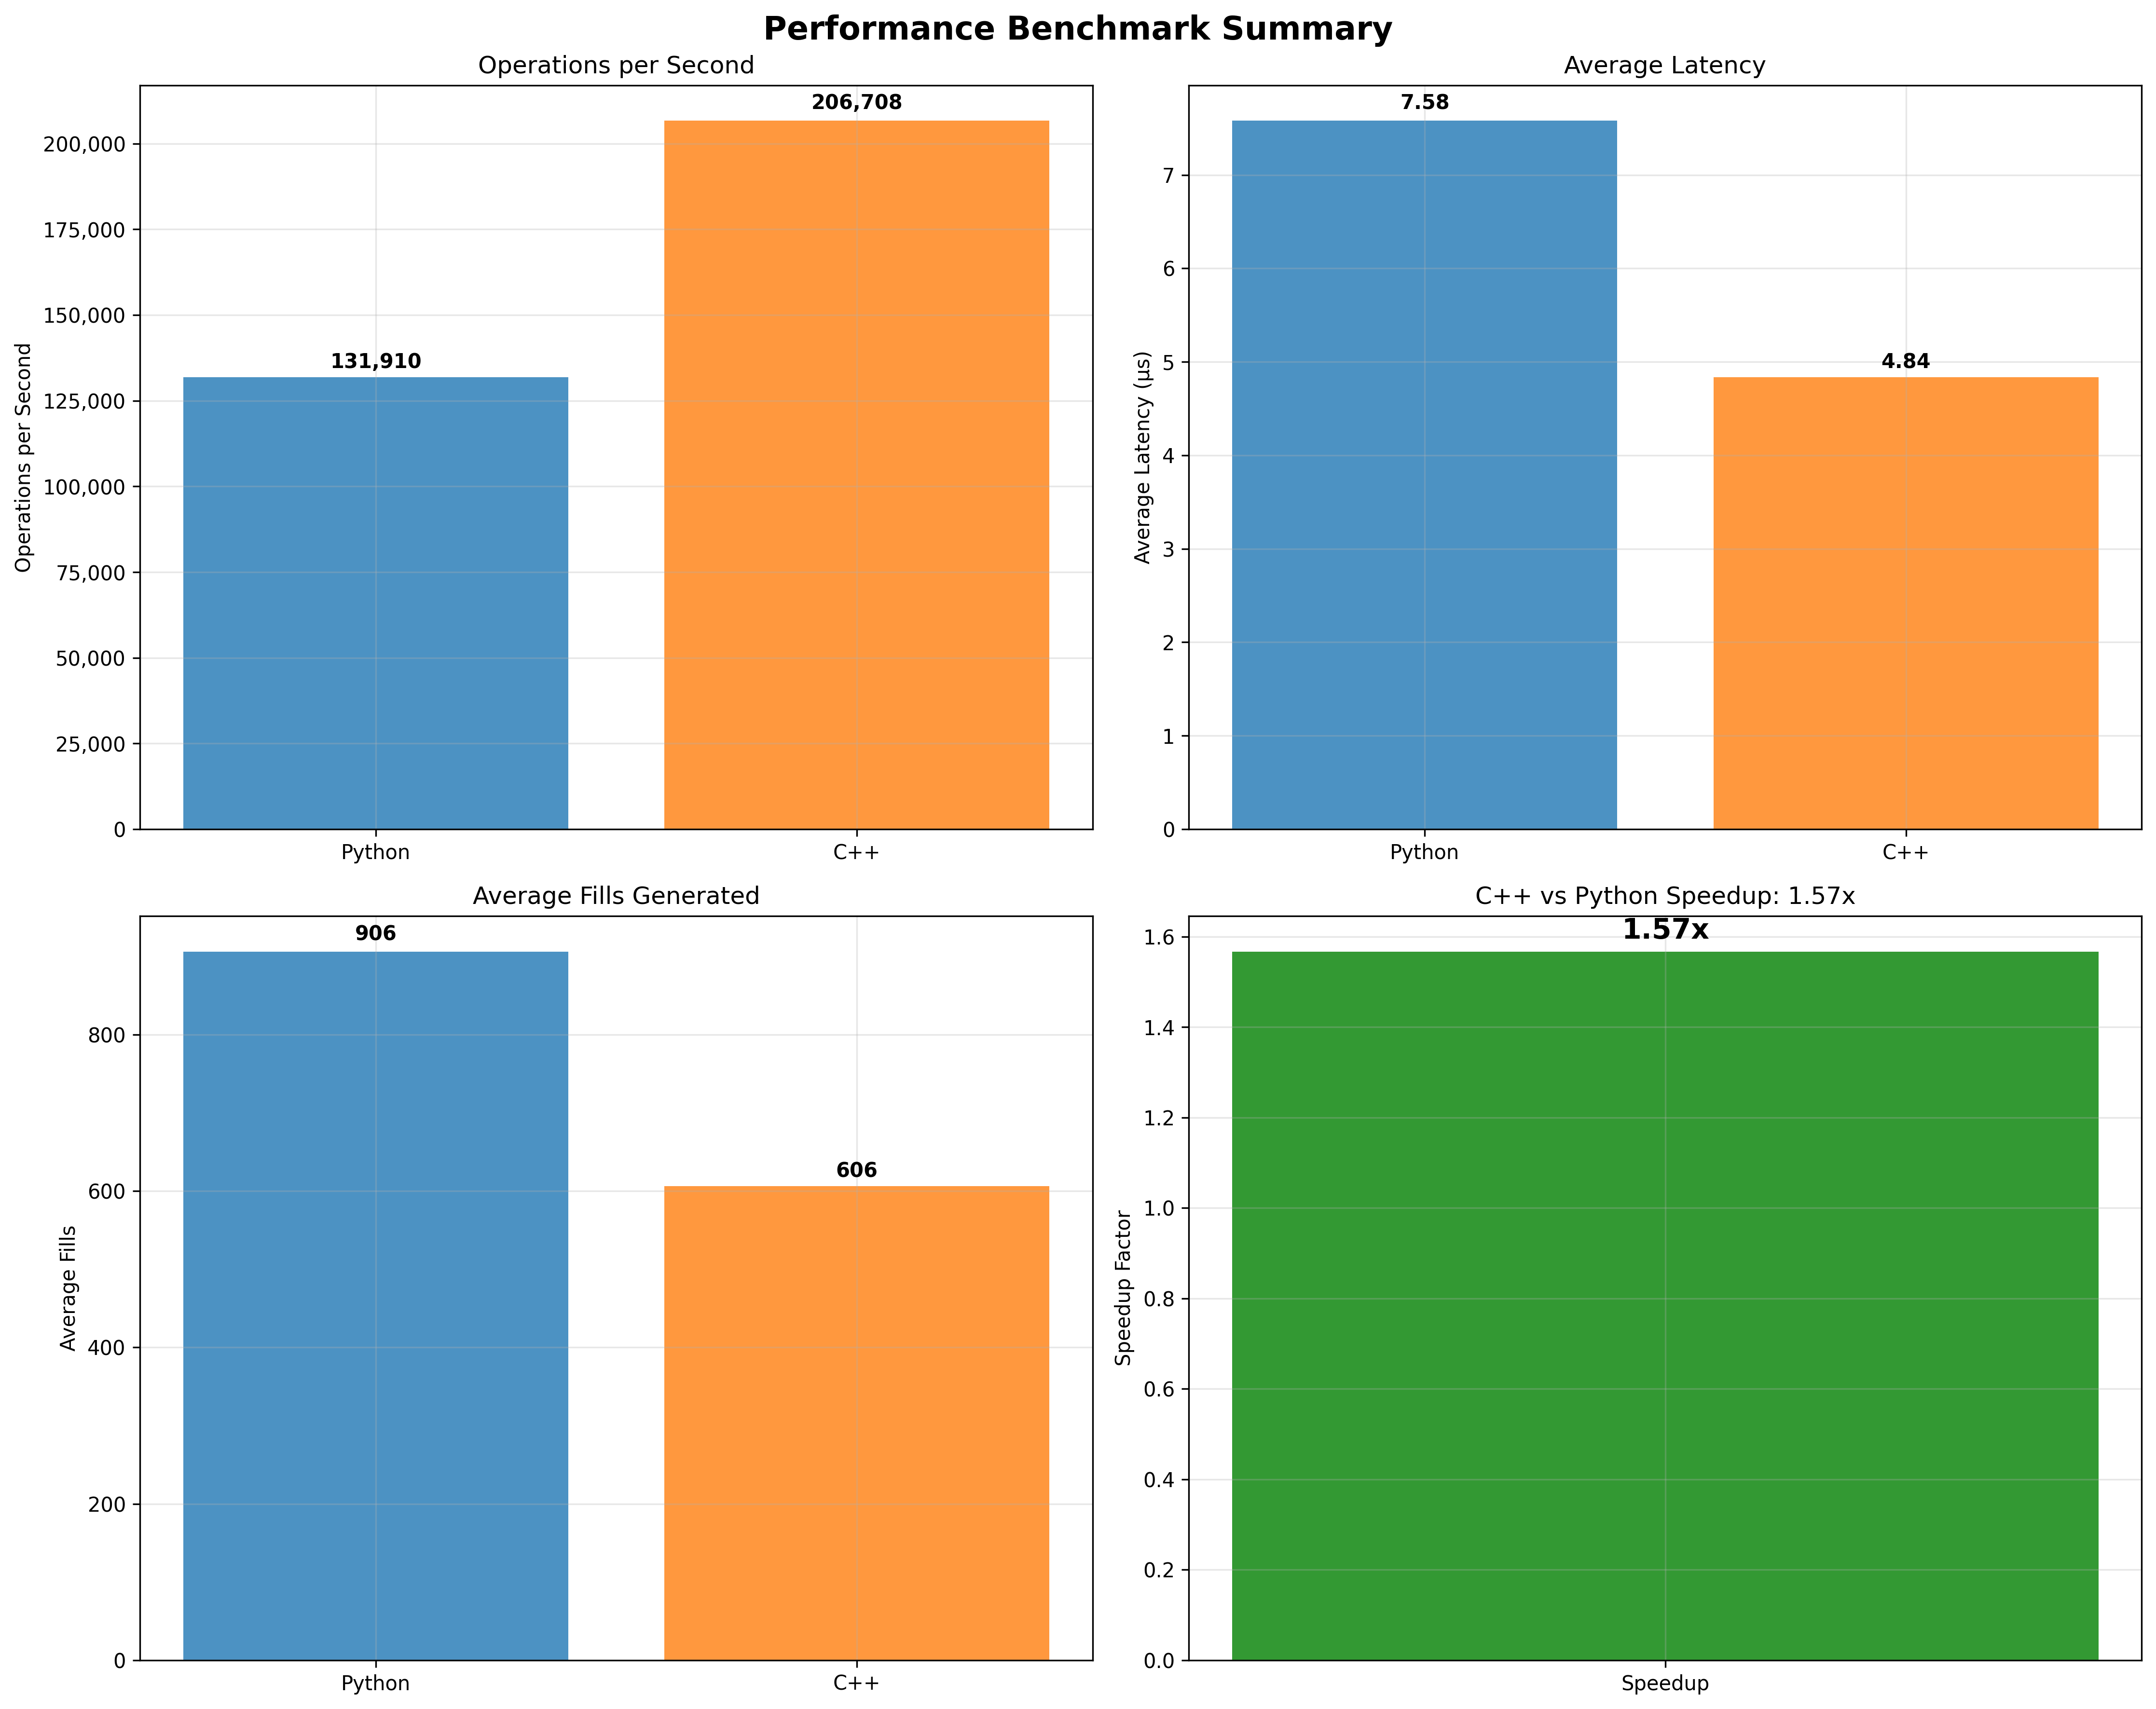 Performance Benchmark Summary
Operations per Second
206,708
131,910
200,000
175,000
150,000
125,000
100,000
75,000
50,000
25,000
0
Operations per Second
Python
C++
Average Latency
7.58
4.84
7
6
5
4
3
2
1
0
Average Latency (μs)
Python
C++
Average Fills Generated
906
606
800
600
400
200
0
Average Fills
Python
C++
C++ vs Python Speedup: 1.57x
1.57x
1.6
1.4
1.2
1.0
0.8
0.6
0.4
0.2
0.0
Speedup Factor
Speedup